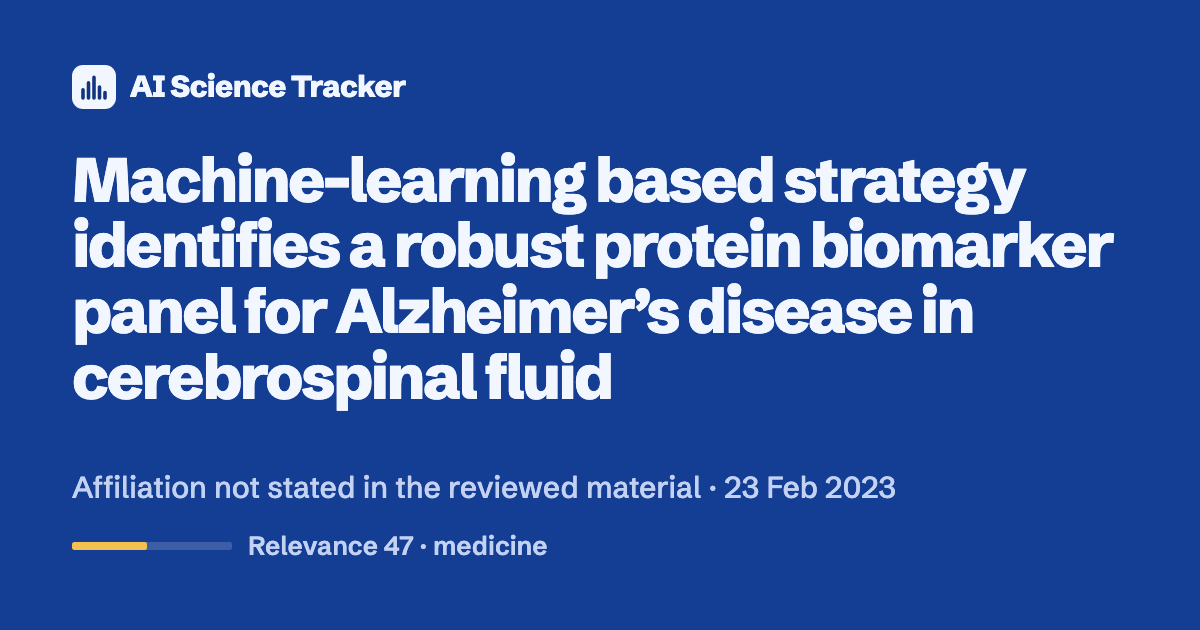 AI Science Tracker
Machine-learning based strategy
identifies a robust protein biomarker
panel for Alzheimer’s disease in
cerebrospinal fluid
Affiliation not stated in the reviewed material · 23 Feb 2023
Relevance 47 · medicine